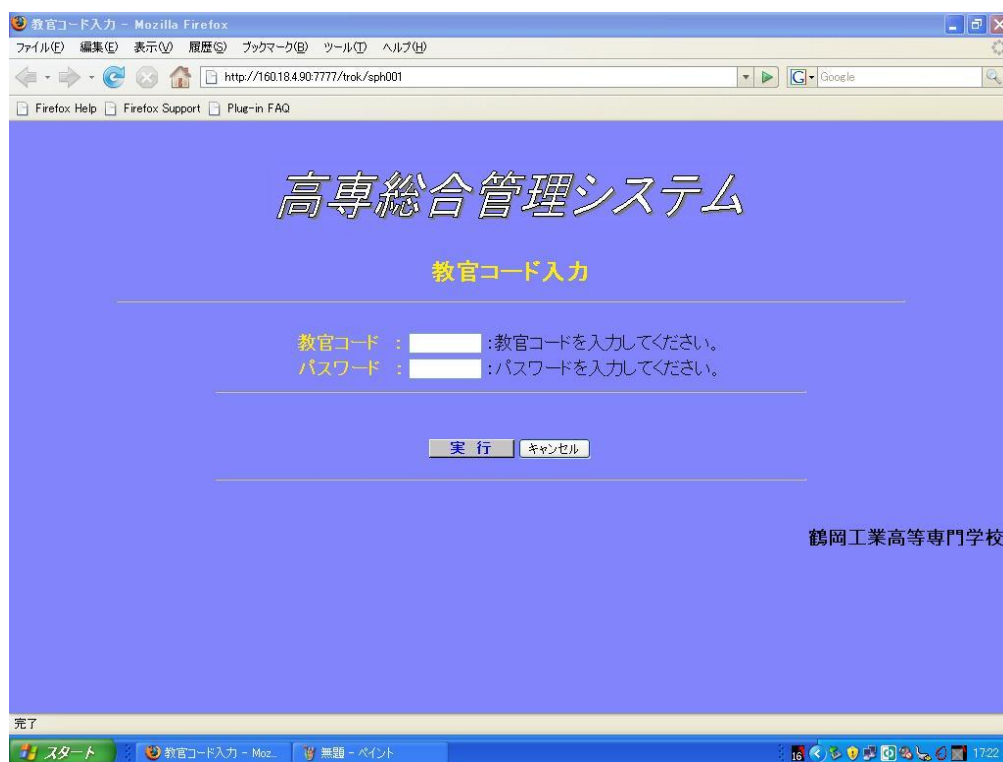 教官コード入力 - Mozilla Firefox
ファイル(F) 編集(E) 表示(V) 履歴(S) ブックマーク(B) ツール(T) ヘルプ(H)
http://160.18.4.90:7777/trok/sph001
G Google
Firefox Help Firefox Support Plug-in FAQ
高専総合管理システム
教官コード入力
教官コード : :教官コードを入力してください。
パスワード : :パスワードを入力してください。
実 行 キャンセル
鶴岡工業高等専門学校
完了
スタート 教官コード入力 - Moz... 無題 - ペイント 16 17:22